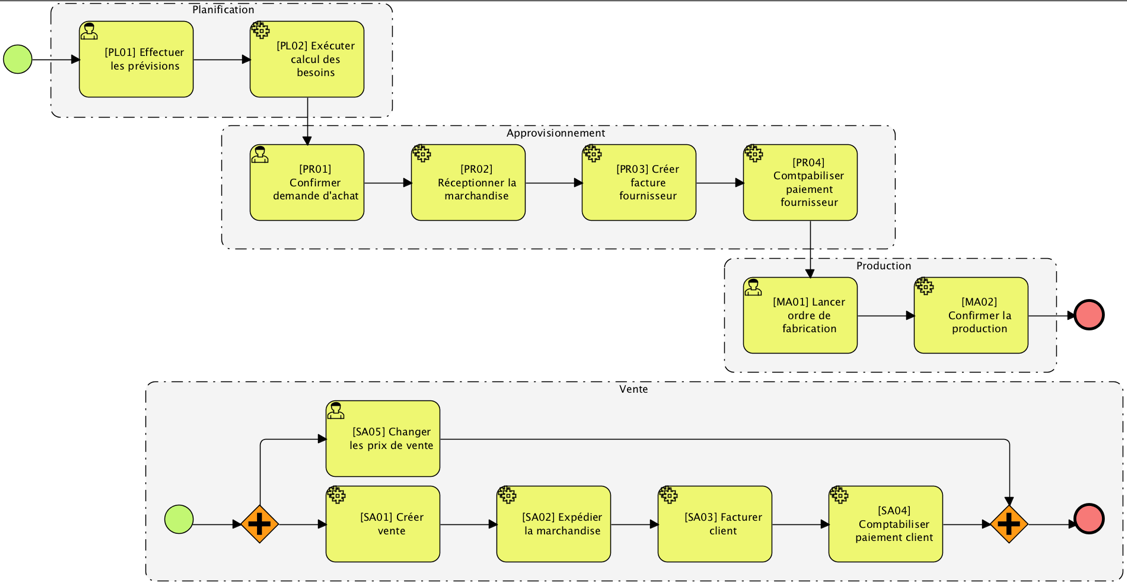 Planification
[PL01] Effectuer
les prévisions
[PL02] Exécuter
calcul des
besoins
Approvisionnement
[PR01]
Confirmer
demande d'achat
[PR02]
Réceptionner la
marchandise
[PR03] Créer
facture
fournisseur
[PR04]
Comtpabiliser
paiement
fournisseur
Production
[MA01] Lancer
ordre de
fabrication
[MA02]
Confirmer la
production
Vente
[SA05] Changer
les prix de vente
[SA01] Créer
vente
[SA02] Expédier
la marchandise
[SA03] Facturer
client
[SA04]
Comptabiliser
paiement client